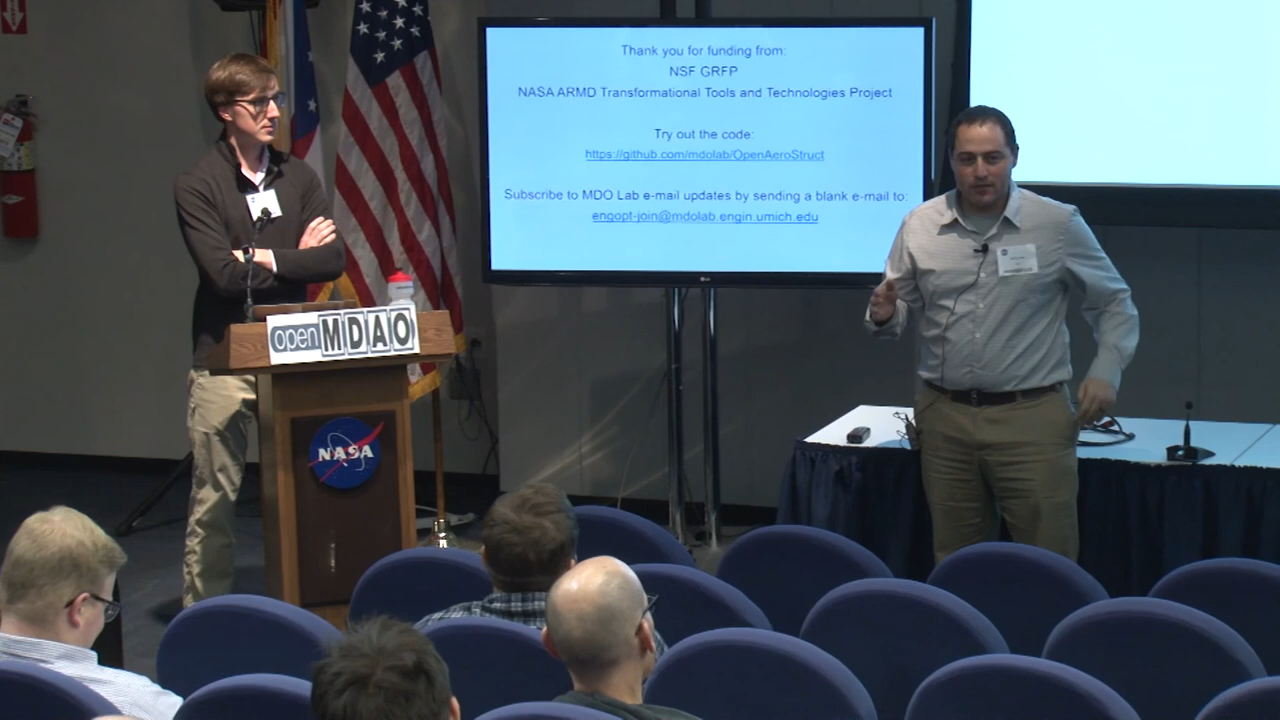 Thank you for funding from:
NSF GRFP
NASA ARMD Transformational Tools and Technologies Project
Try out the code:
https://github.com/mdolab/OpenAeroStruct
Subscribe to MDO Lab e-mail updates by sending a blank e-mail to:
engopt-join@mdolab.engin.umich.edu
openMDAO
NASA
LG